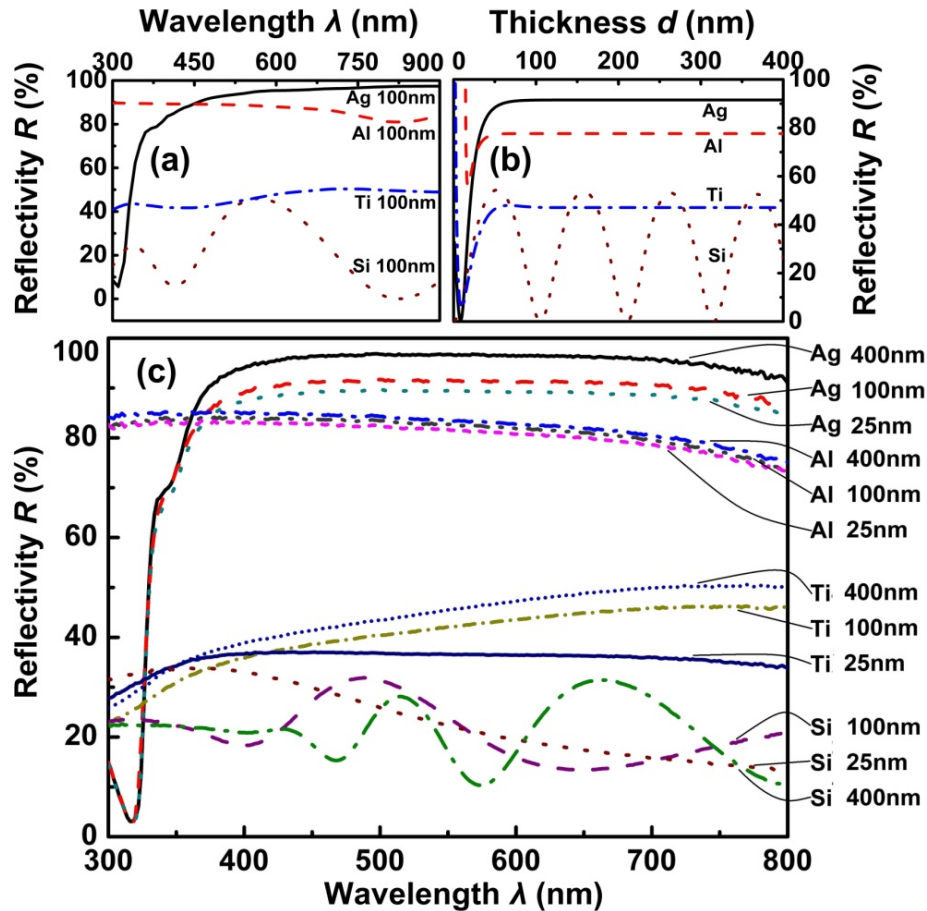 Wavelength λ (nm)
300 450 600 750 900
Thickness d (nm)
0 100 200 300 400
Reflectivity R (%)
100
80
60
40
20
0
(a)
Ag 100nm
Al 100nm
Ti 100nm
Si 100nm
(b)
Ag
Al
Ti
Si
100
80
60
40
20
0
Reflectivity R (%)
(c)
Reflectivity R (%)
100
80
60
40
20
0
Ag 400nm
Ag 100nm
Ag 25nm
Al 400nm
Al 100nm
Al 25nm
Ti 400nm
Ti 100nm
Ti 25nm
Si 100nm
Si 25nm
Si 400nm
300 400 500 600 700 800
Wavelength λ (nm)